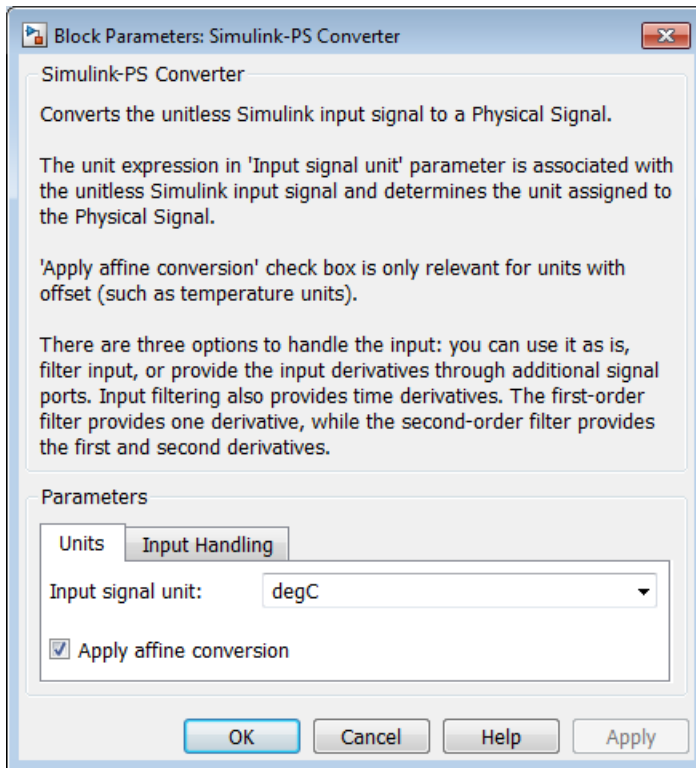 Block Parameters: Simulink-PS Converter
Simulink-PS Converter
Converts the unitless Simulink input signal to a Physical Signal.
The unit expression in 'Input signal unit' parameter is associated with
the unitless Simulink input signal and determines the unit assigned to
the Physical Signal.
'Apply affine conversion' check box is only relevant for units with
offset (such as temperature units).
There are three options to handle the input: you can use it as is,
filter input, or provide the input derivatives through additional signal
ports. Input filtering also provides time derivatives. The first-order
filter provides one derivative, while the second-order filter provides
the first and second derivatives.
Parameters
Units Input Handling
Input signal unit: degC
Apply affine conversion
OK Cancel Help Apply